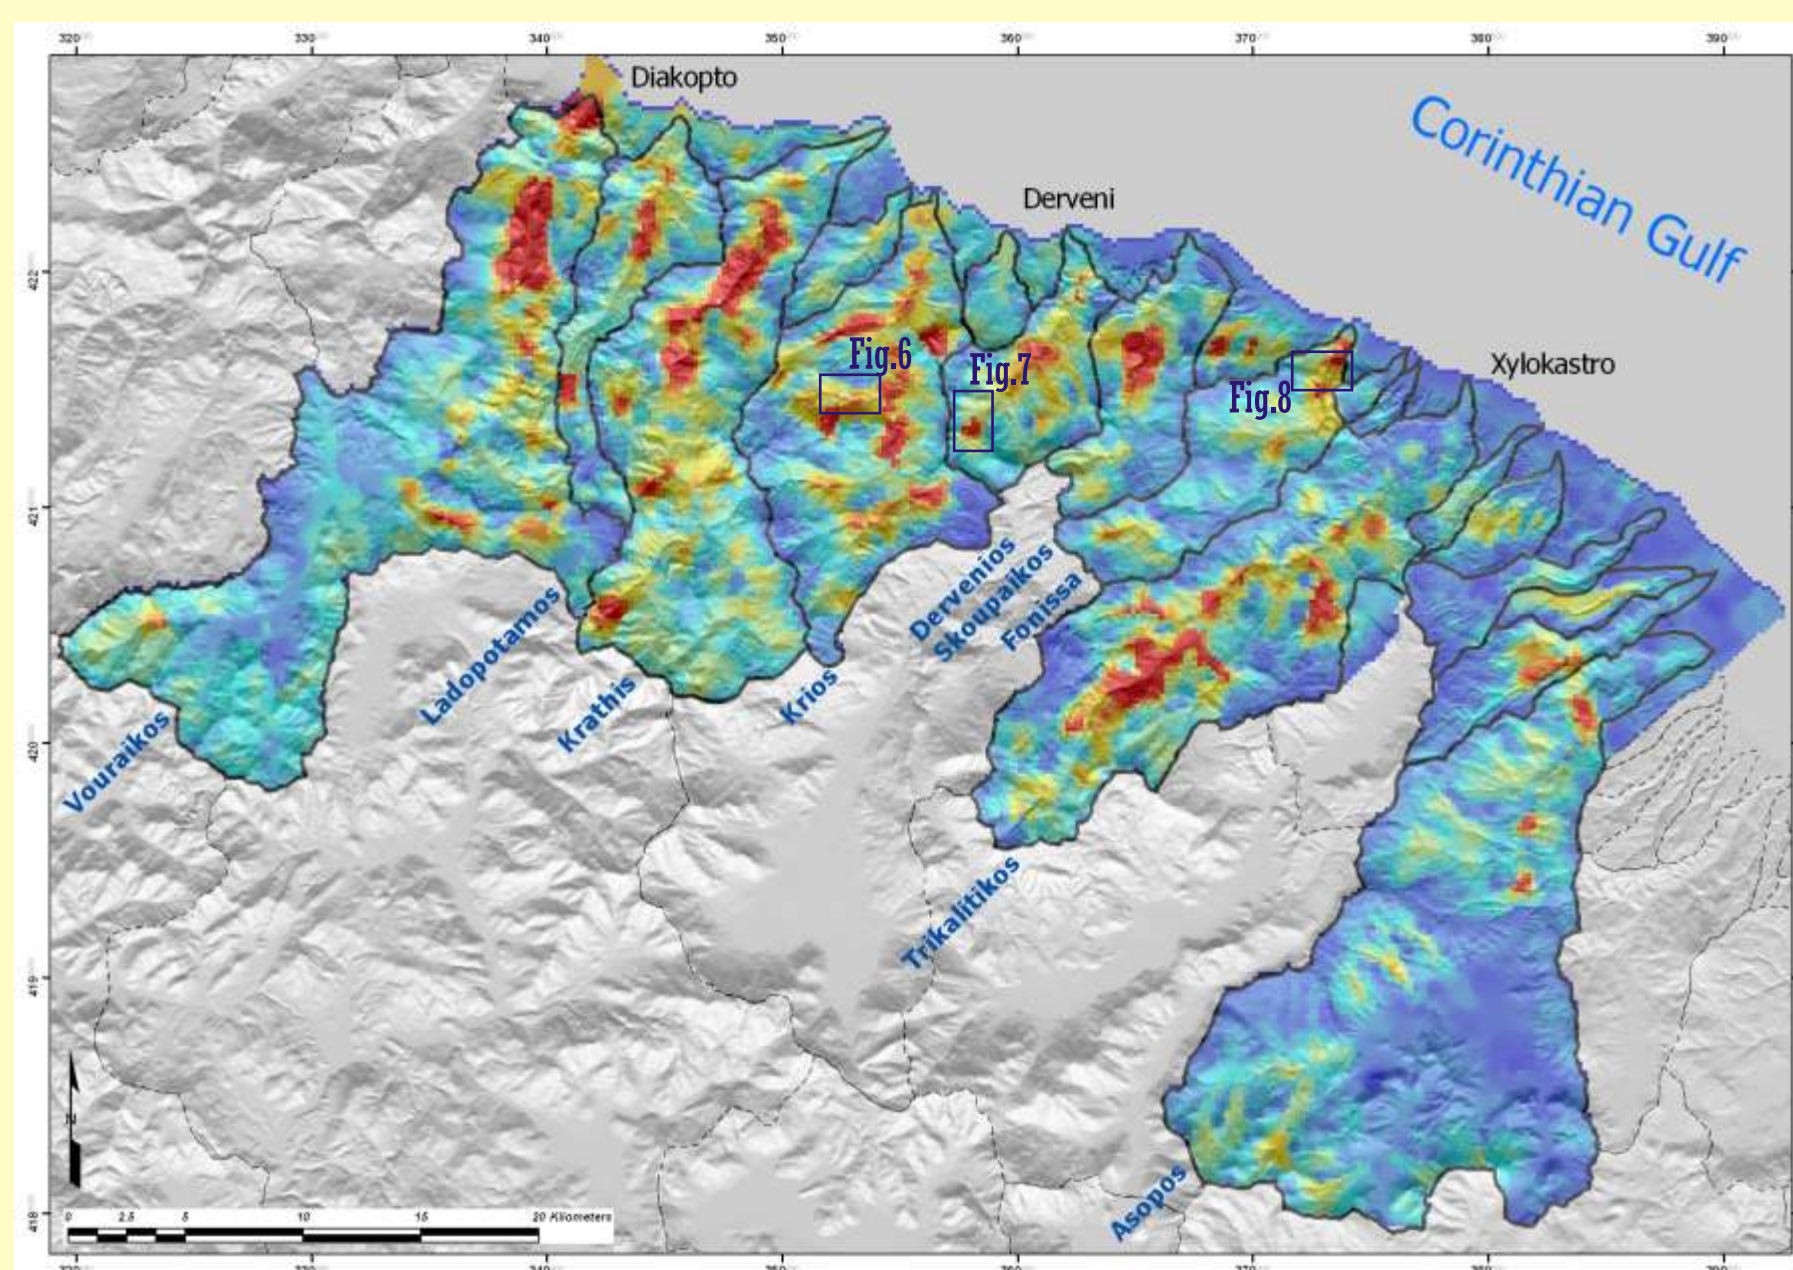 320 330 340 350 360 370 380 390
Diakopto
Corinthian Gulf
Derveni
422
Fig.6
Fig.7
Xylokastro
Fig.8
421
Dervenios
Skoupaikos
Fonissa
Ladopotamos
Krathis
Krios
Vouraikos
420
Trikalitikos
419
Asopos
418
0 2.5 5 10 15 20 Kilometers